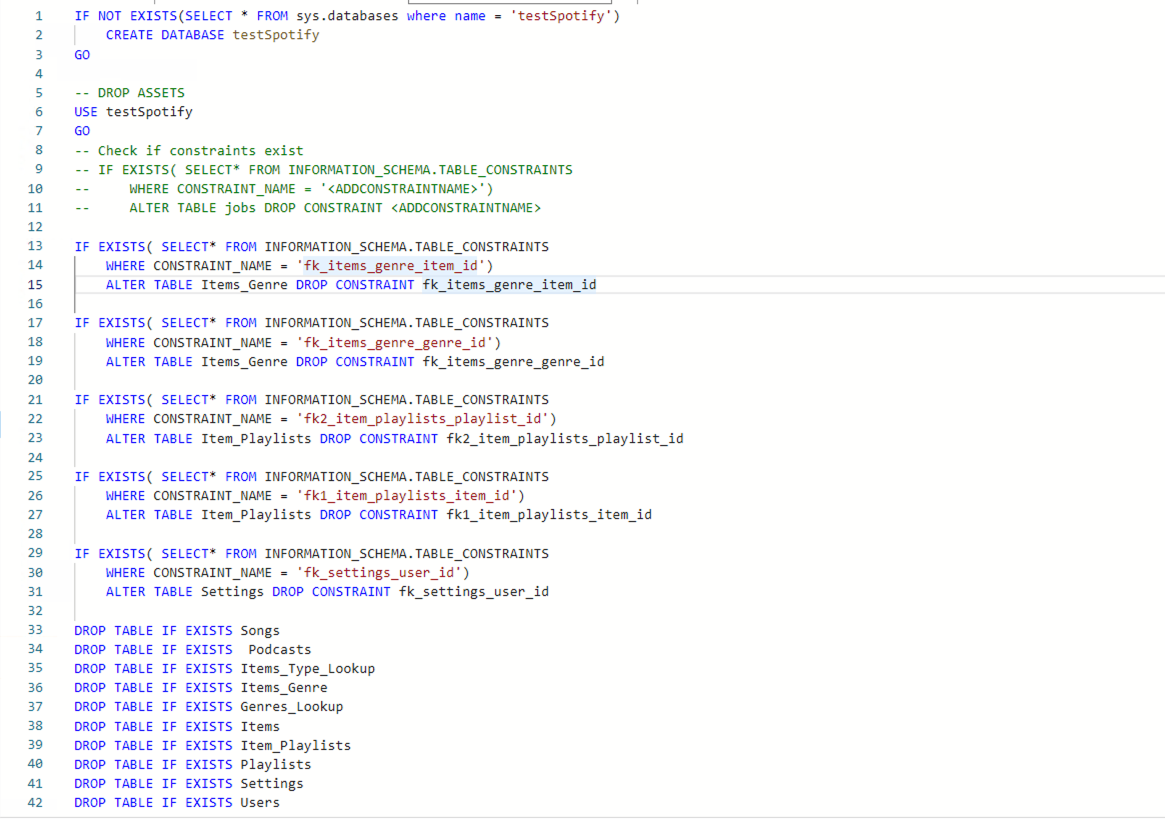 1 IF NOT EXISTS(SELECT * FROM sys.databases where name = 'testSpotify')
2 CREATE DATABASE testSpotify
3 GO
4
5 -- DROP ASSETS
6 USE testSpotify
7 GO
8 -- Check if constraints exist
9 -- IF EXISTS( SELECT* FROM INFORMATION_SCHEMA.TABLE_CONSTRAINTS
10 -- WHERE CONSTRAINT_NAME = '<ADDCONSTRAINTNAME>')
11 -- ALTER TABLE jobs DROP CONSTRAINT <ADDCONSTRAINTNAME>
12
13 IF EXISTS( SELECT* FROM INFORMATION_SCHEMA.TABLE_CONSTRAINTS
14 WHERE CONSTRAINT_NAME = 'fk_items_genre_item_id')
15 ALTER TABLE Items_Genre DROP CONSTRAINT fk_items_genre_item_id
16
17 IF EXISTS( SELECT* FROM INFORMATION_SCHEMA.TABLE_CONSTRAINTS
18 WHERE CONSTRAINT_NAME = 'fk_items_genre_genre_id')
19 ALTER TABLE Items_Genre DROP CONSTRAINT fk_items_genre_genre_id
20
21 IF EXISTS( SELECT* FROM INFORMATION_SCHEMA.TABLE_CONSTRAINTS
22 WHERE CONSTRAINT_NAME = 'fk2_item_playlists_playlist_id')
23 ALTER TABLE Item_Playlists DROP CONSTRAINT fk2_item_playlists_playlist_id
24
25 IF EXISTS( SELECT* FROM INFORMATION_SCHEMA.TABLE_CONSTRAINTS
26 WHERE CONSTRAINT_NAME = 'fk1_item_playlists_item_id')
27 ALTER TABLE Item_Playlists DROP CONSTRAINT fk1_item_playlists_item_id
28
29 IF EXISTS( SELECT* FROM INFORMATION_SCHEMA.TABLE_CONSTRAINTS
30 WHERE CONSTRAINT_NAME = 'fk_settings_user_id')
31 ALTER TABLE Settings DROP CONSTRAINT fk_settings_user_id
32
33 DROP TABLE IF EXISTS Songs
34 DROP TABLE IF EXISTS  Podcasts
35 DROP TABLE IF EXISTS Items_Type_Lookup
36 DROP TABLE IF EXISTS Items_Genre
37 DROP TABLE IF EXISTS Genres_Lookup
38 DROP TABLE IF EXISTS Items
39 DROP TABLE IF EXISTS Item_Playlists
40 DROP TABLE IF EXISTS Playlists
41 DROP TABLE IF EXISTS Settings
42 DROP TABLE IF EXISTS Users